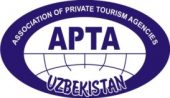 ASSOCIATION OF PRIVATE TOURISM AGENCIES
APTA
UZBEKISTAN